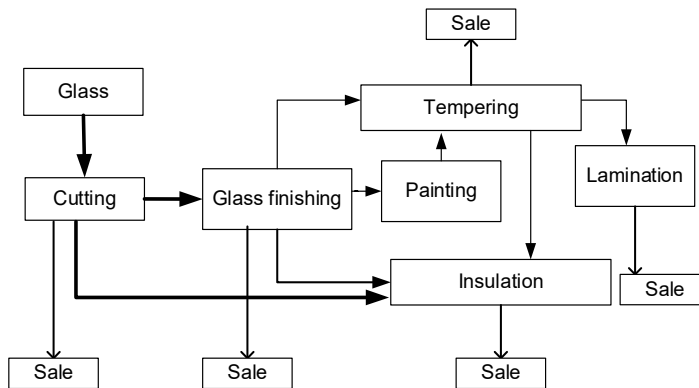 Sale
Glass
Tempering
Cutting
Glass finishing
Painting
Lamination
Insulation
Sale
Sale
Sale
Sale